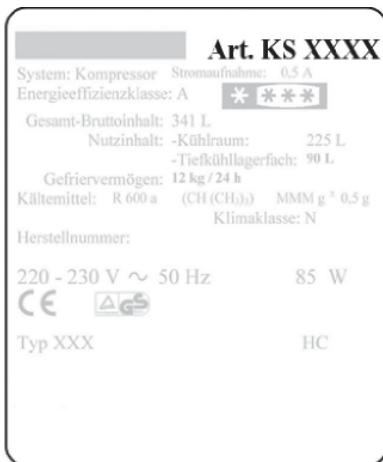 Art. KS XXXX
System: Kompressor Stromaufnahme: 0,5 A
Energieeffizienzklasse: A
Gesamt-Bruttoinhalt: 341 L
Nutzinhalt: -Kühlraum: 225 L
-Tiefkühllagerfach: 90 L
Gefriervermögen: 12 kg / 24 h
Kältemittel: R 600 a (CH (CH₃)₃) MMM g ± 0,5 g
Klimaklasse: N
Herstellnummer:
220 - 230 V ~ 50 Hz 85 W
CE GS
Typ XXX HC